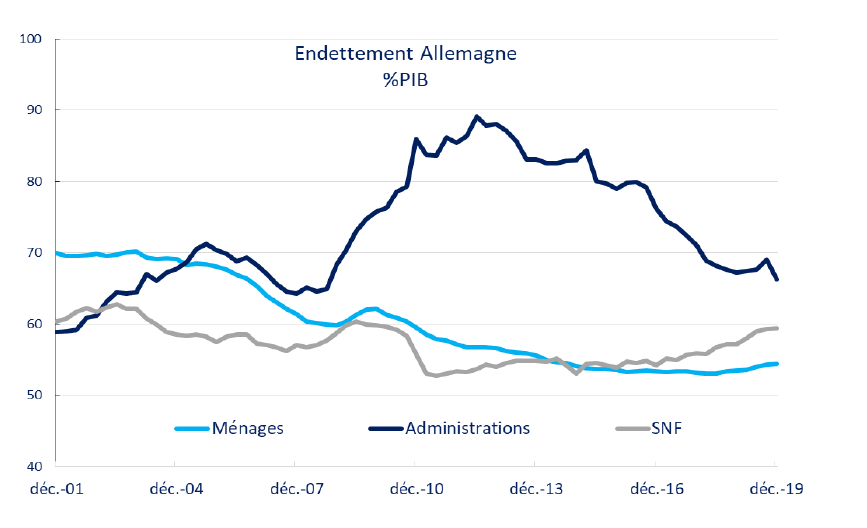 Endettement Allemagne
%PIB
100
90
80
70
60
50
40
Ménages Administrations SNF
déc.-01 déc.-04 déc.-07 déc.-10 déc.-13 déc.-16 déc.-19